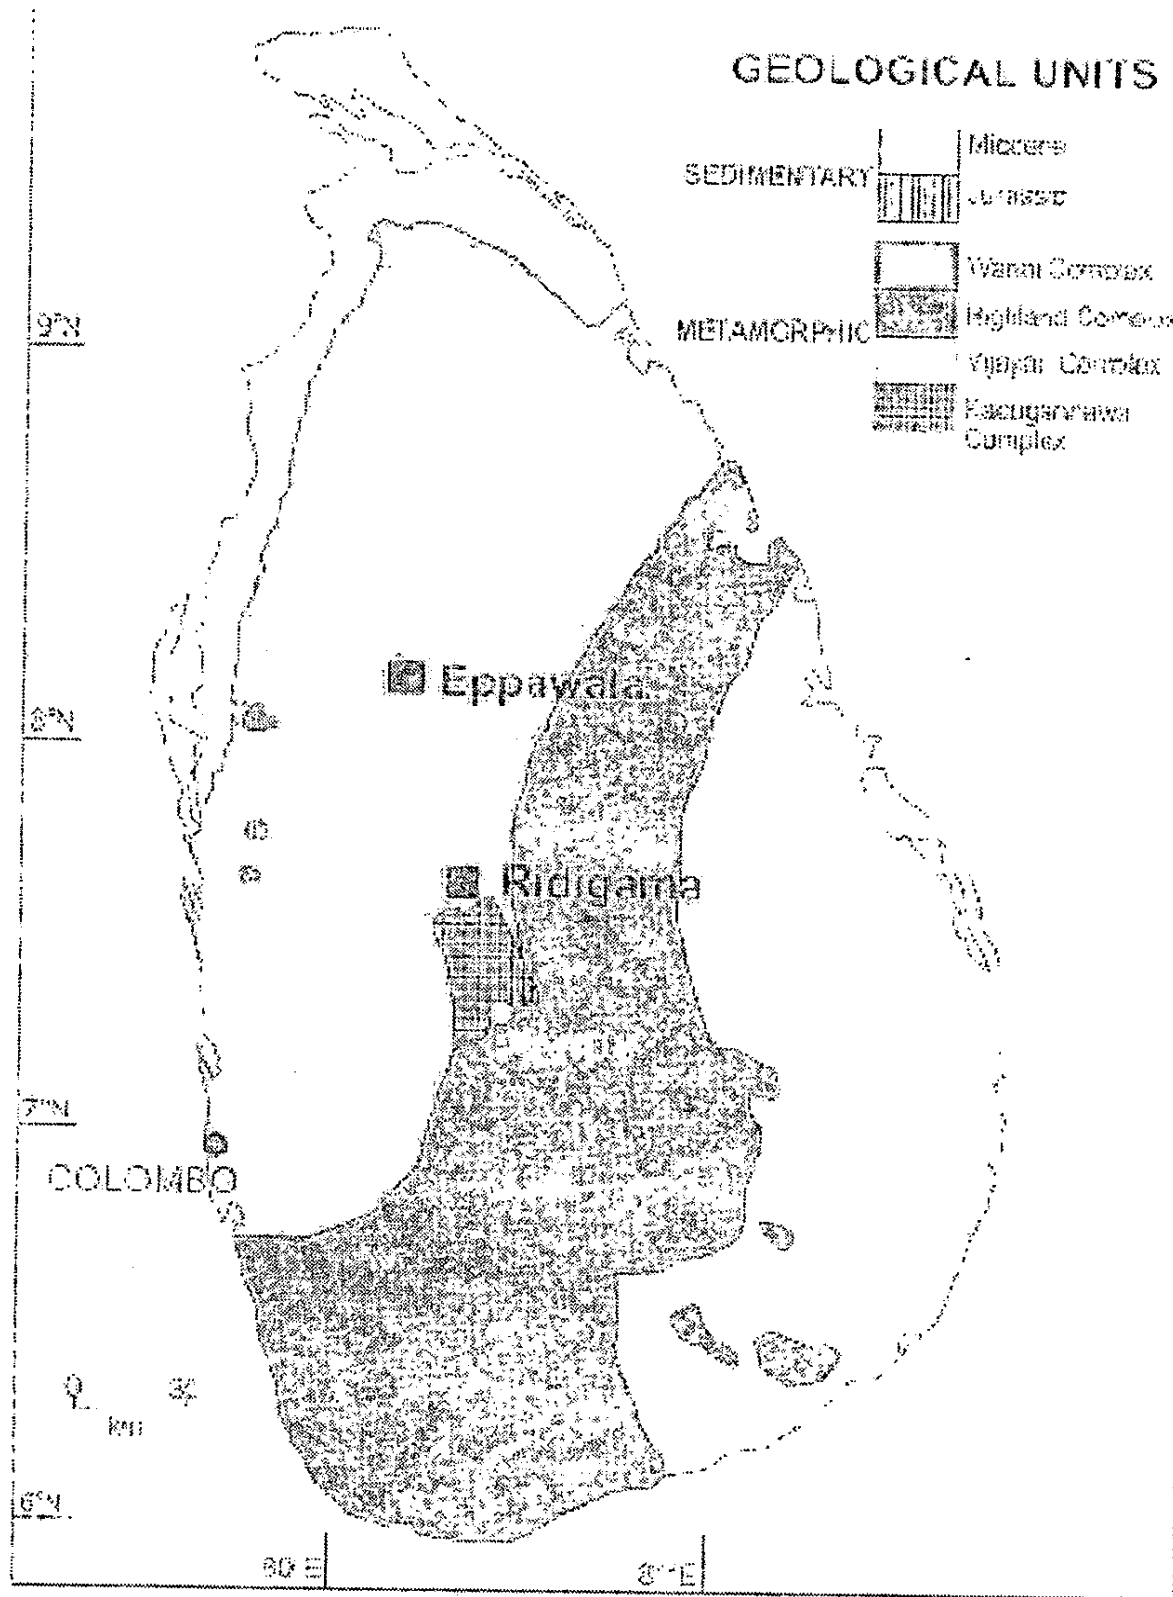 GEOLOGICAL UNITS
SEDIMENTARY
Miocene
Jurassic
Wanni Complex
METAMORPHIC
Highland Complex
Vijayan Complex
Kadugannawa
Complex
9°N
Eppawala
8°N
Ridigama
7°N
COLOMBO
0
km
6°N
80°E
81°E